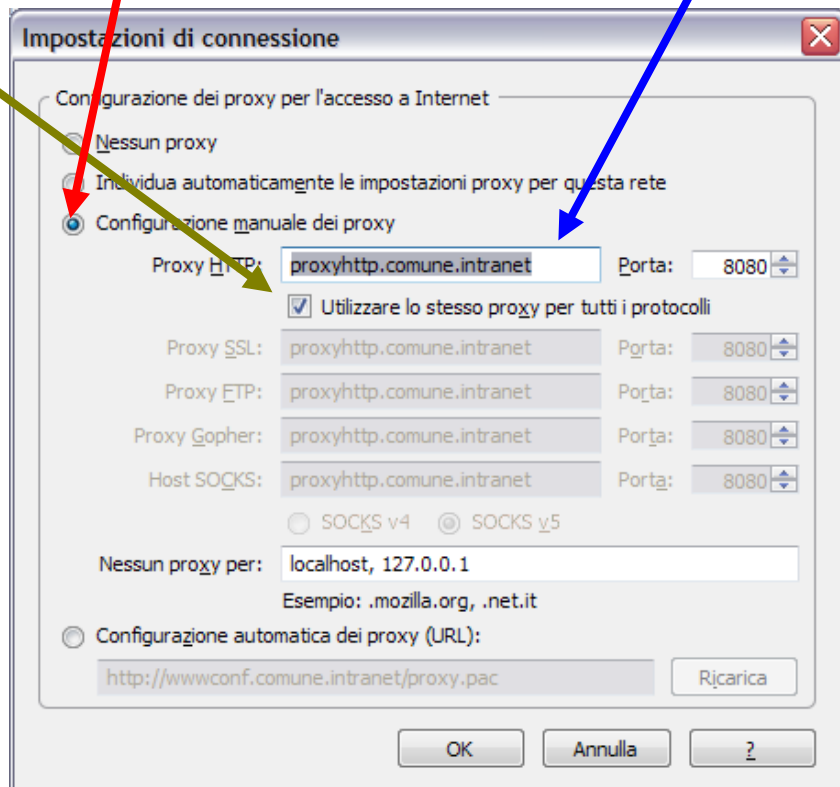 Impostazioni di connessione
Configurazione dei proxy per l'accesso a Internet
Nessun proxy
Individua automaticamente le impostazioni proxy per questa rete
Configurazione manuale dei proxy
Proxy HTTP: proxyhttp.comune.intranet Porta: 8080
Utilizzare lo stesso proxy per tutti i protocolli
Proxy SSL: proxyhttp.comune.intranet Porta: 8080
Proxy FTP: proxyhttp.comune.intranet Porta: 8080
Proxy Gopher: proxyhttp.comune.intranet Porta: 8080
Host SOCKS: proxyhttp.comune.intranet Porta: 8080
SOCKS v4 SOCKS v5
Nessun proxy per: localhost, 127.0.0.1
Esempio: .mozilla.org, .net.it
Configurazione automatica dei proxy (URL):
http://wwwconf.comune.intranet/proxy.pac Ricarica
OK Annulla ?